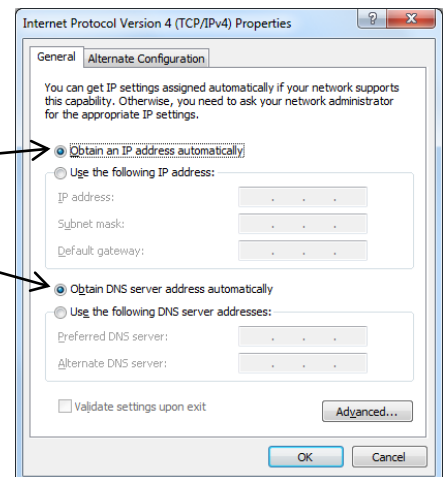 Internet Protocol Version 4 (TCP/IPv4) Properties
General
Alternate Configuration
You can get IP settings assigned automatically if your network supports
this capability. Otherwise, you need to ask your network administrator
for the appropriate IP settings.
Obtain an IP address automatically
Use the following IP address:
IP address:
Subnet mask:
Default gateway:
Obtain DNS server address automatically
Use the following DNS server addresses:
Preferred DNS server:
Alternate DNS server:
Validate settings upon exit
Advanced...
OK
Cancel